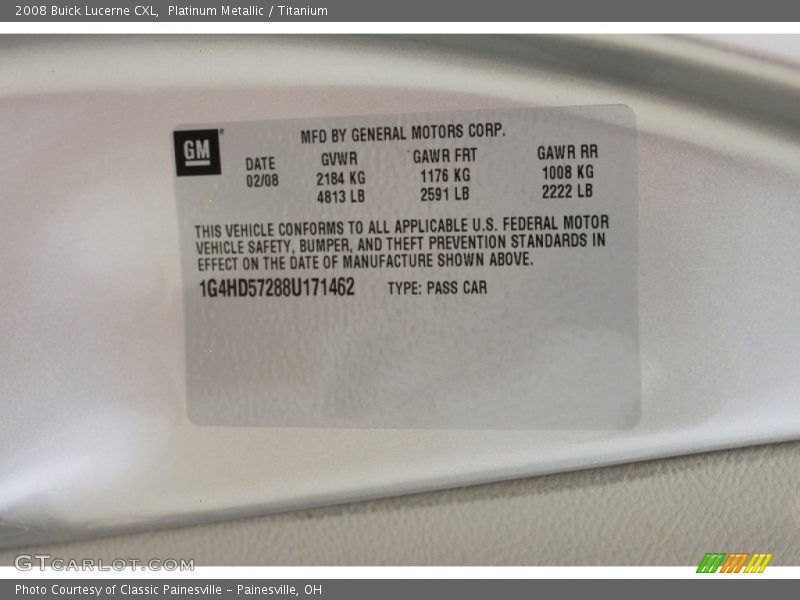 2008 Buick Lucerne CXL,  Platinum Metallic / Titanium
GM
MFD BY GENERAL MOTORS CORP.
DATE GVWR GAWR FRT GAWR RR
02/08 2184 KG 1176 KG 1008 KG
4813 LB 2591 LB 2222 LB
THIS VEHICLE CONFORMS TO ALL APPLICABLE U.S. FEDERAL MOTOR
VEHICLE SAFETY, BUMPER, AND THEFT PREVENTION STANDARDS IN
EFFECT ON THE DATE OF MANUFACTURE SHOWN ABOVE.
1G4HD57288U171462 TYPE: PASS CAR
GTCARLOT.COM
Photo Courtesy of Classic Painesville - Painesville, OH